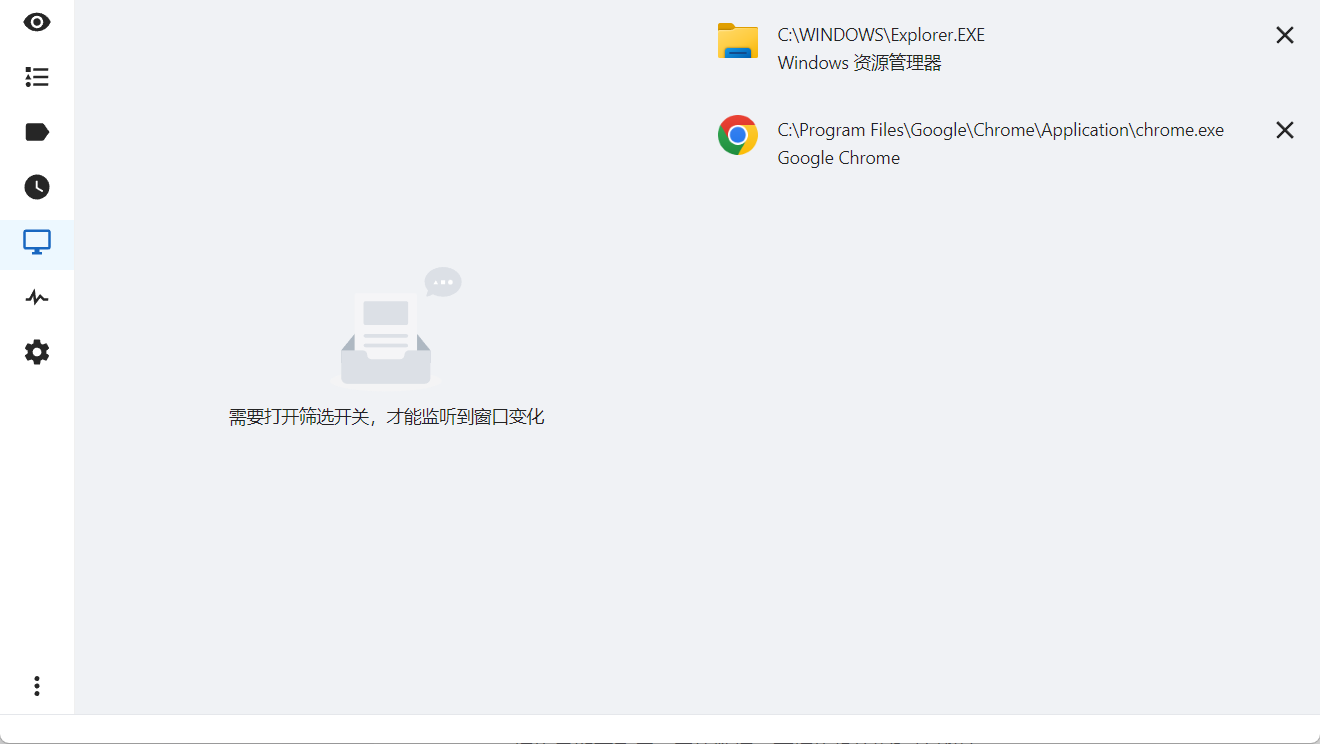 C:\WINDOWS\Explorer.EXE
Windows 资源管理器
C:\Program Files\Google\Chrome\Application\chrome.exe
Google Chrome
需要打开筛选开关，才能监听到窗口变化